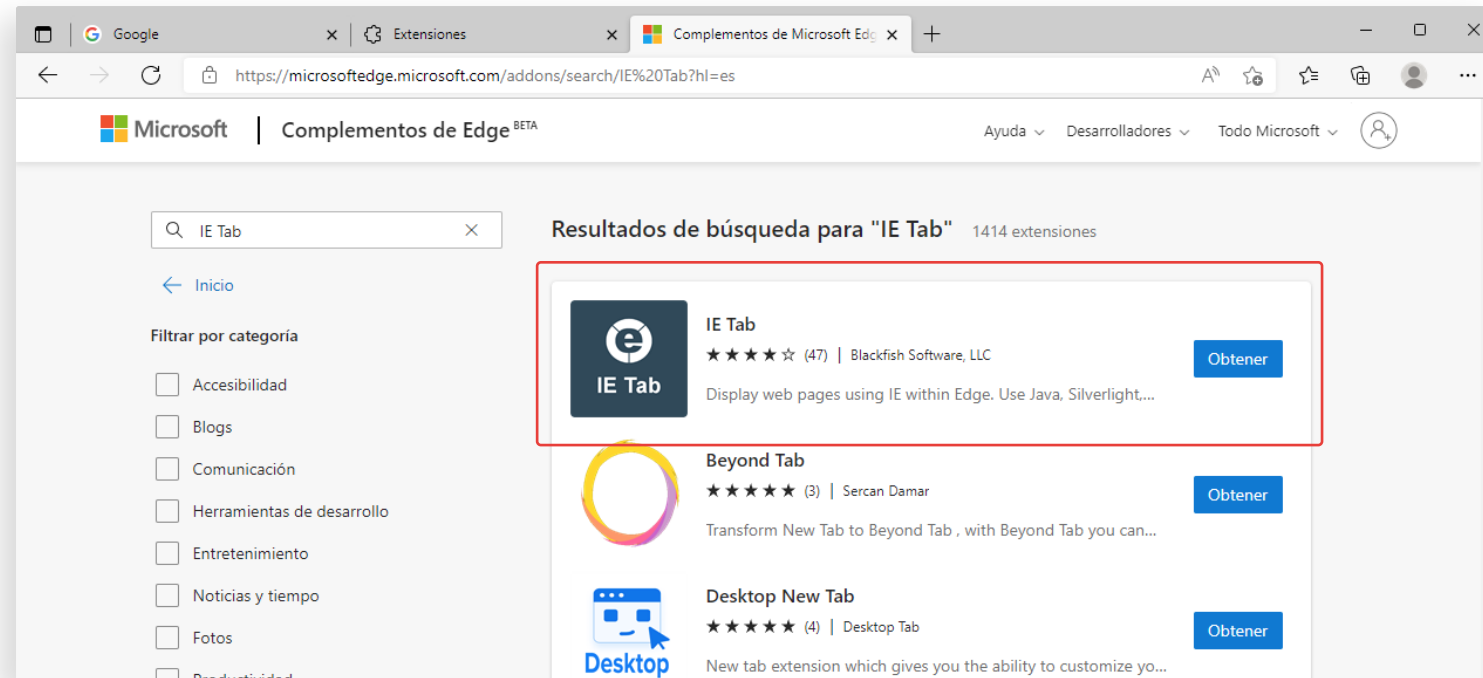 Google
Extensiones
Complementos de Microsoft Edg
https://microsoftedge.microsoft.com/addons/search/IE%20Tab?hl=es
Microsoft
Complementos de Edge BETA
Ayuda
Desarrolladores
Todo Microsoft
IE Tab
Inicio
Filtrar por categoría
Accesibilidad
Blogs
Comunicación
Herramientas de desarrollo
Entretenimiento
Noticias y tiempo
Fotos
Productividad
Resultados de búsqueda para "IE Tab" 1414 extensiones
IE Tab
IE Tab
★★★★☆ (47) | Blackfish Software, LLC
Display web pages using IE within Edge. Use Java, Silverlight,...
Obtener
Beyond Tab
★★★★★ (3) | Sercan Damar
Transform New Tab to Beyond Tab , with Beyond Tab you can...
Obtener
Desktop
Desktop New Tab
★★★★★ (4) | Desktop Tab
New tab extension which gives you the ability to customize yo...
Obtener